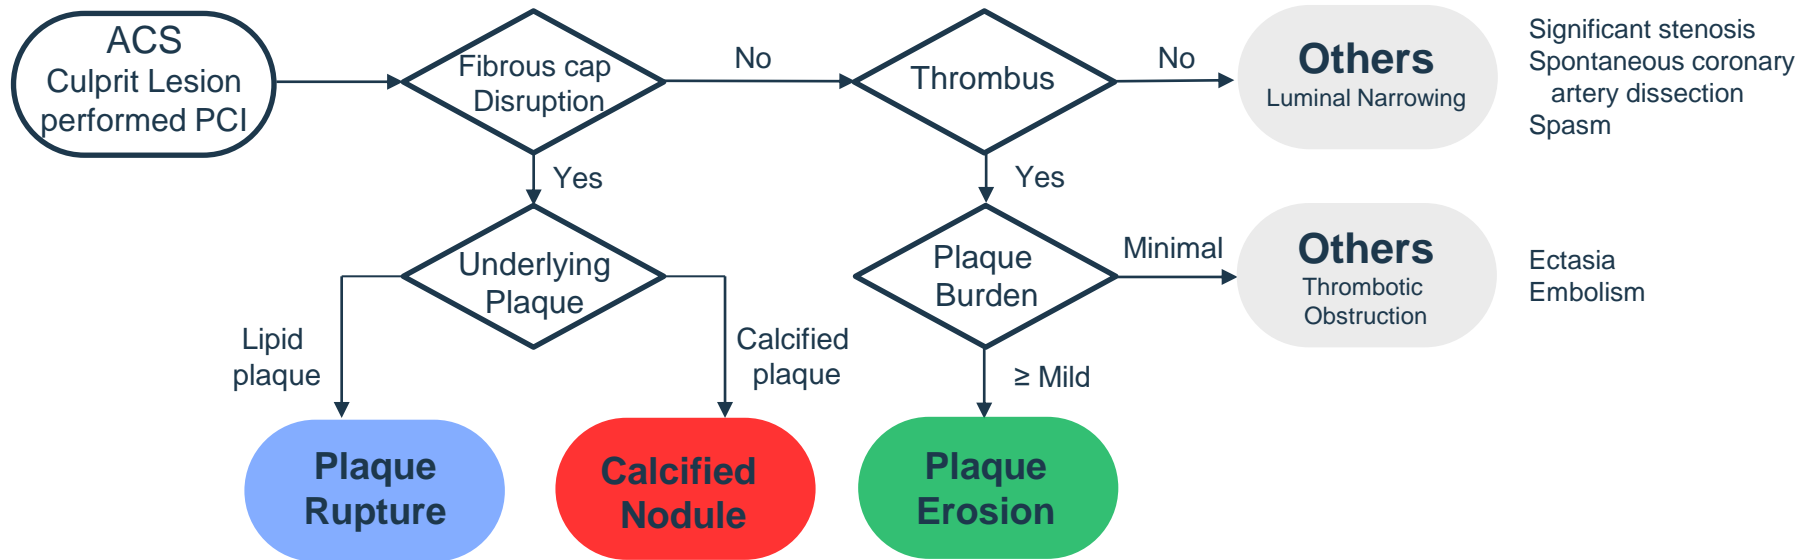 ACS
Culprit Lesion
performed PCI
Fibrous cap
Disruption
No
Thrombus
No
Others
Luminal Narrowing
Significant stenosis
Spontaneous coronary
artery dissection
Spasm
Yes
Yes
Underlying
Plaque
Plaque
Burden
Minimal
Others
Thrombotic
Obstruction
Ectasia
Embolism
Lipid
plaque
Calcified
plaque
≥ Mild
Plaque
Rupture
Calcified
Nodule
Plaque
Erosion